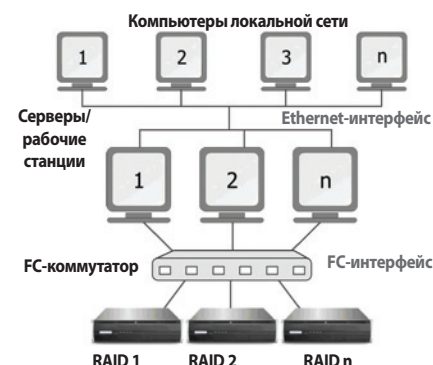 Компьютеры локальной сети
1 2 3 n
Серверы/
рабочие
станции
Ethernet-интерфейс
1 2 n
FC-коммутатор
FC-интерфейс
RAID 1 RAID 2 RAID n